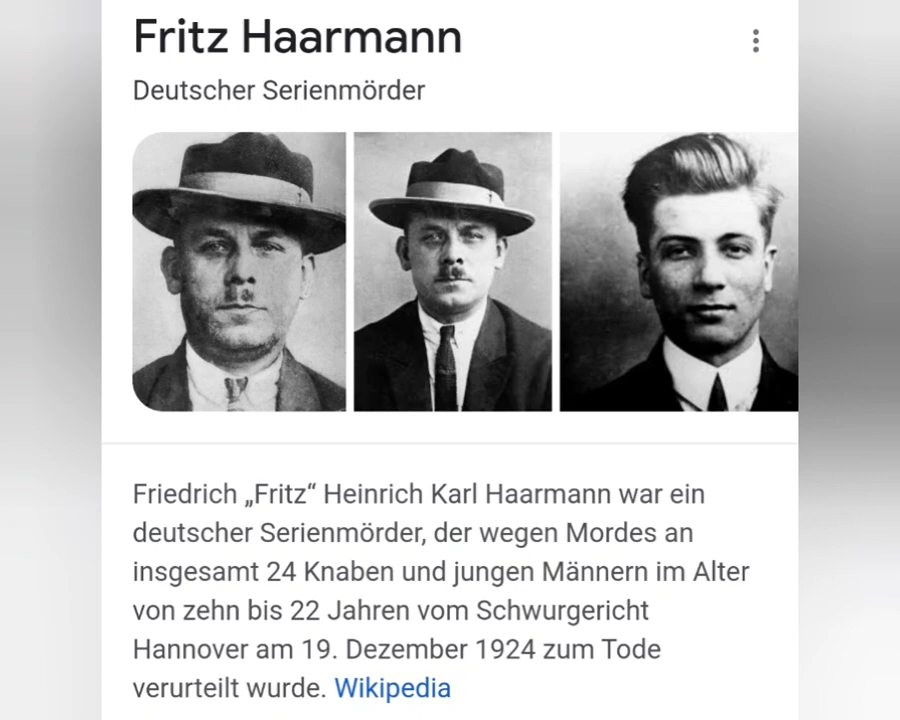 Fritz Haarmann
Deutscher Serienmörder
Friedrich „Fritz“ Heinrich Karl Haarmann war ein
deutscher Serienmörder, der wegen Mordes an
insgesamt 24 Knaben und jungen Männern im Alter
von zehn bis 22 Jahren vom Schwurgericht
Hannover am 19. Dezember 1924 zum Tode
verurteilt wurde. Wikipedia